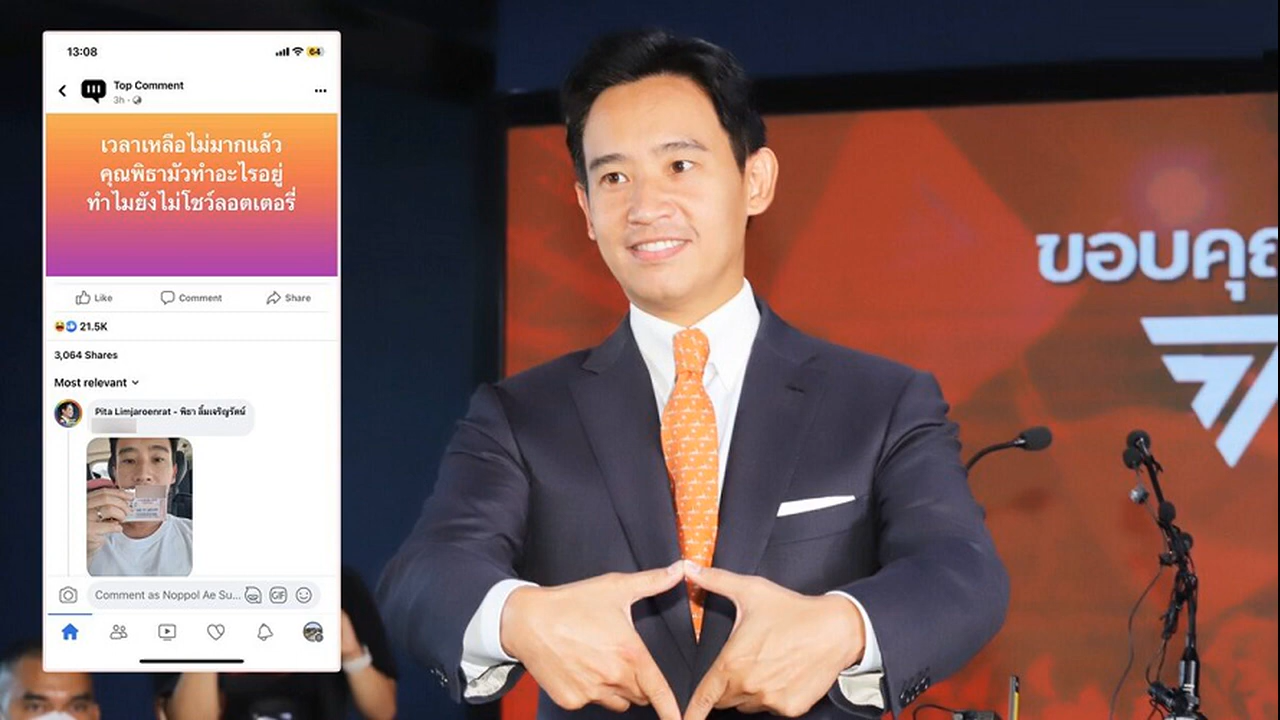 13:08
64
Top Comment
3h
เวลาเหลือไม่มากแล้ว
คุณพิธามัวทำอะไรอยู่
ทำไมยังไม่โชว์ลอตเตอรี่
Like
Comment
Share
21.5K
3,064 Shares
Most relevant
Pita Limjaroenrat - พิธา ลิ้มเจริญรัตน์
Comment as Noppol Ae Su...
GIF
ขอบคุณ